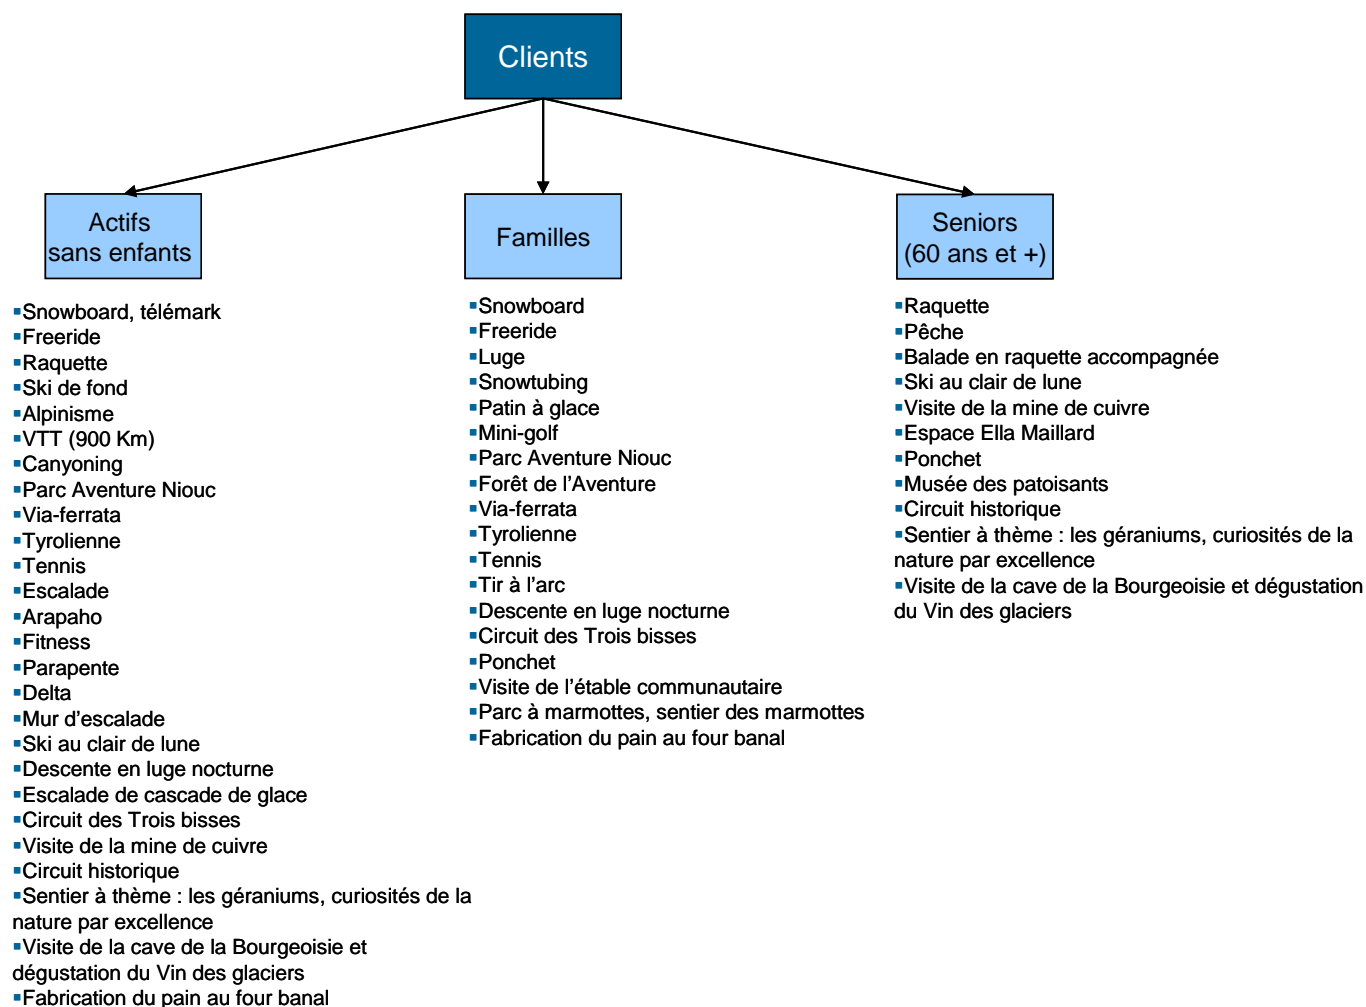 Clients
Actifs
sans enfants
Familles
Seniors
(60 ans et +)
▪Snowboard, télémark
▪Freeride
▪Raquette
▪Ski de fond
▪Alpinisme
▪VTT (900 Km)
▪Canyoning
▪Parc Aventure Niouc
▪Via-ferrata
▪Tyrolienne
▪Tennis
▪Escalade
▪Arapaho
▪Fitness
▪Parapente
▪Delta
▪Mur d’escalade
▪Ski au clair de lune
▪Descente en luge nocturne
▪Escalade de cascade de glace
▪Circuit des Trois bisses
▪Visite de la mine de cuivre
▪Circuit historique
▪Sentier à thème : les géraniums, curiosités de la
nature par excellence
▪Visite de la cave de la Bourgeoisie et
dégustation du Vin des glaciers
▪Fabrication du pain au four banal
▪Snowboard
▪Freeride
▪Luge
▪Snowtubing
▪Patin à glace
▪Mini-golf
▪Parc Aventure Niouc
▪Forêt de l’Aventure
▪Via-ferrata
▪Tyrolienne
▪Tennis
▪Tir à l’arc
▪Descente en luge nocturne
▪Circuit des Trois bisses
▪Ponchet
▪Visite de l’étable communautaire
▪Parc à marmottes, sentier des marmottes
▪Fabrication du pain au four banal
▪Raquette
▪Pêche
▪Balade en raquette accompagnée
▪Ski au clair de lune
▪Visite de la mine de cuivre
▪Espace Ella Maillard
▪Ponchet
▪Musée des patoisants
▪Circuit historique
▪Sentier à thème : les géraniums, curiosités de la
nature par excellence
▪Visite de la cave de la Bourgeoisie et dégustation
du Vin des glaciers